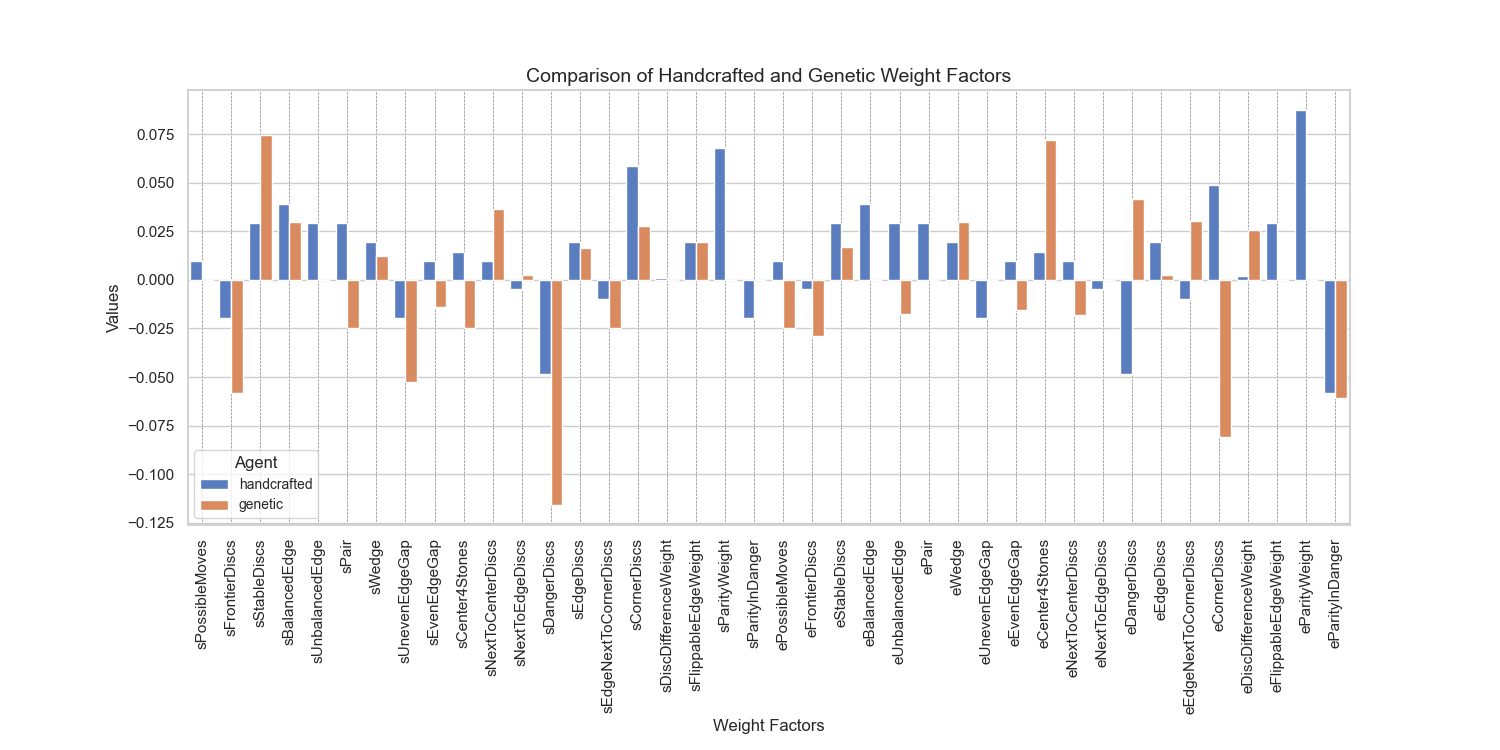 Comparison of Handcrafted and Genetic Weight Factors
Values
0.075
0.050
0.025
0.000
−0.025
−0.050
−0.075
−0.100
−0.125
Agent
handcrafted
genetic
sPossibleMoves
sFrontierDiscs
sStableDiscs
sBalancedEdge
sUnbalancedEdge
sPair
sWedge
sUnevenEdgeGap
sEvenEdgeGap
sCenter4Stones
sNextToCenterDiscs
sNextToEdgeDiscs
sDangerDiscs
sEdgeDiscs
sEdgeNextToCornerDiscs
sCornerDiscs
sDiscDifferenceWeight
sFlippableEdgeWeight
sParityWeight
sParityInDanger
ePossibleMoves
eFrontierDiscs
eStableDiscs
eBalancedEdge
eUnbalancedEdge
ePair
eWedge
eUnevenEdgeGap
eEvenEdgeGap
eCenter4Stones
eNextToCenterDiscs
eNextToEdgeDiscs
eDangerDiscs
eEdgeDiscs
eEdgeNextToCornerDiscs
eCornerDiscs
eDiscDifferenceWeight
eFlippableEdgeWeight
eParityWeight
eParityInDanger
Weight Factors